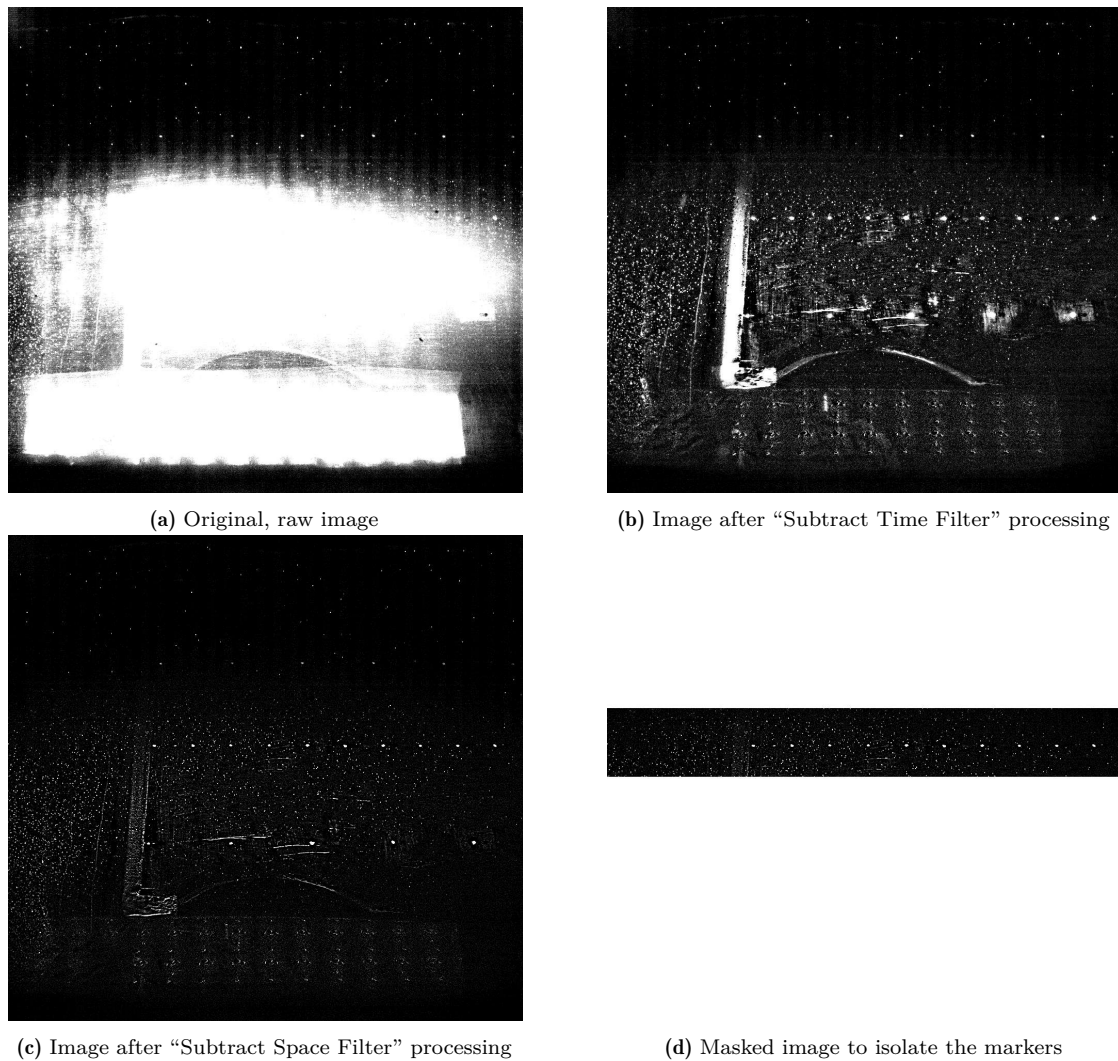 (a) Original, raw image
(b) Image after “Subtract Time Filter” processing
(c) Image after “Subtract Space Filter” processing
(d) Masked image to isolate the markers